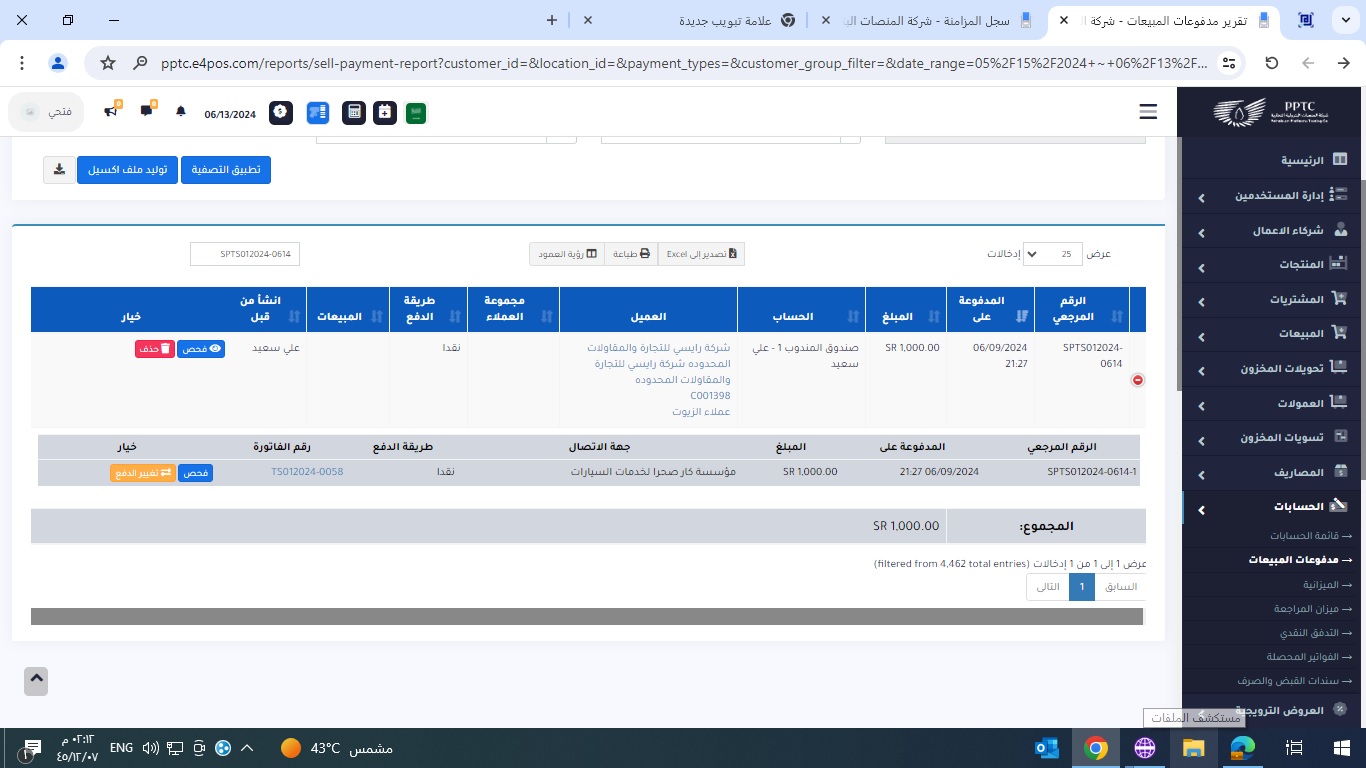 تقرير مدفوعات المبيعات - شركة
سجل المزامنة - شركة المنصات
علامة تبويب جديدة
pptc.e4pos.com/reports/sell-payment-report?customer_id=&location_id=&payment_types=&customer_group_filter=&date_range=05%2F15%2F2024+~+06%2F13%2F...
PPTC
06/13/2024
فتحي
الرئيسية
إدارة المستخدمين
شركاء الاعمال
المنتجات
المشتريات
المبيعات
تحويلات المخزون
العمولات
تسويات المخزون
المصاريف
الحسابات
قائمة الحسابات
مدفوعات المبيعات
الميزانية
ميزان المراجعة
التدفق النقدي
الفواتير المحصلة
سندات القبض والصرف
العروض الترويجية
تطبيق التصفية
توليد ملف اكسيل
عرض 25 إدخالات
تصدير إلى Excel
طباعة
رؤية العمود
SPTS012024-0614
الرقم المرجعي
المدفوعة على
المبلغ
الحساب
العميل
مجموعة العملاء
طريقة الدفع
المبيعات
انشأ من قبل
خيار
SPTS012024-0614
06/09/2024 21:27
SR 1,000.00
صندوق المندوب 1 - علي سعيد
شركة رايسي للتجارة والمقاولات
المحدوده شركة رايسي للتجارة
والمقاولات المحدوده
C001398
عملاء الزيوت
نقدا
علي سعيد
فحص
حذف
الرقم المرجعي
المدفوعة على
المبلغ
جهة الاتصال
طريقة الدفع
رقم الفاتورة
خيار
SPTS012024-0614-1
06/09/2024 21:27
SR 1,000.00
مؤسسة كار صحرا لخدمات السيارات
نقدا
TS012024-0058
فحص
تغيير الدفع
المجموع:
SR 1,000.00
عرض 1 إلى 1 من 1 إدخالات (filtered from 4,462 total entries)
السابق
1
التالى
مستكشف الملفات
مشمس 43°C
ENG
٠٢:١٢ م
٤٥/١٢/٠٧